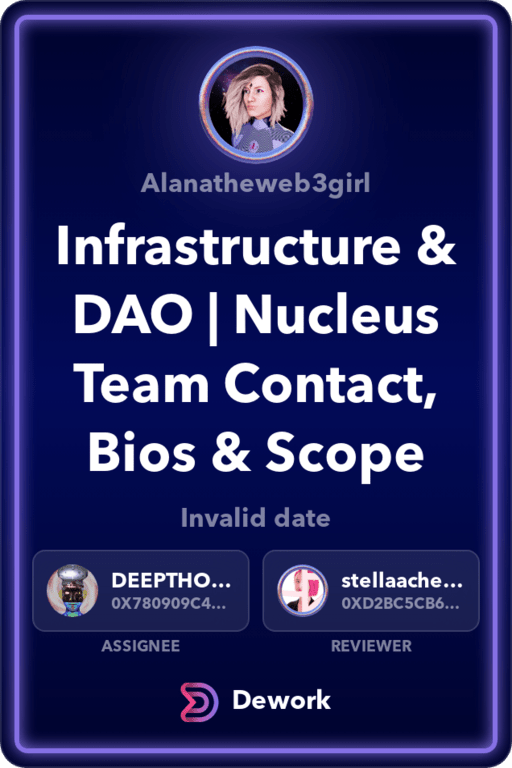 Alanatheweb3girl
Infrastructure &
DAO | Nucleus
Team Contact,
Bios & Scope
Invalid date
DEEPTHO...
0X780909C4...
stellaache...
0XD2BC5CB6...
ASSIGNEE
REVIEWER
Dework